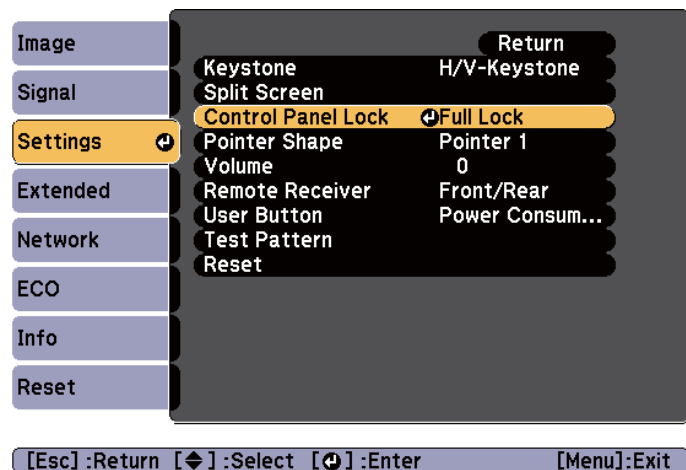 Image
Signal
Settings
Extended
Network
ECO
Info
Reset
Return
Keystone H/V-Keystone
Split Screen
Control Panel Lock Full Lock
Pointer Shape Pointer 1
Volume 0
Remote Receiver Front/Rear
User Button Power Consum...
Test Pattern
Reset
[Esc] :Return [◆] :Select [↵] :Enter [Menu]:Exit